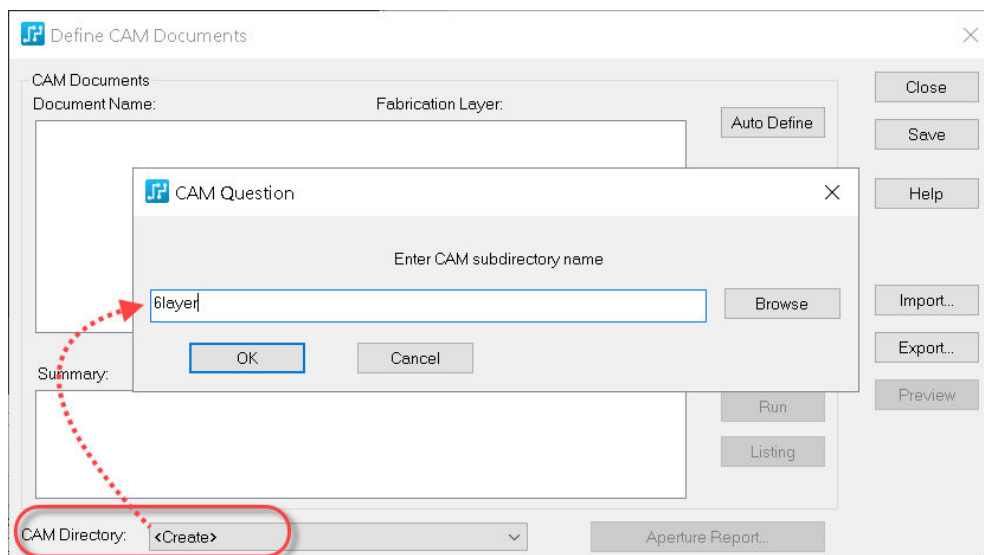 Define CAM Documents
CAM Documents
Document Name:
Fabrication Layer:
Auto Define
Close
Save
Help
Import...
Export...
Preview
CAM Question
Enter CAM subdirectory name
6layer
Browse
OK
Cancel
Summary:
Run
Listing
CAM Directory:
<Create>
Aperture Report...